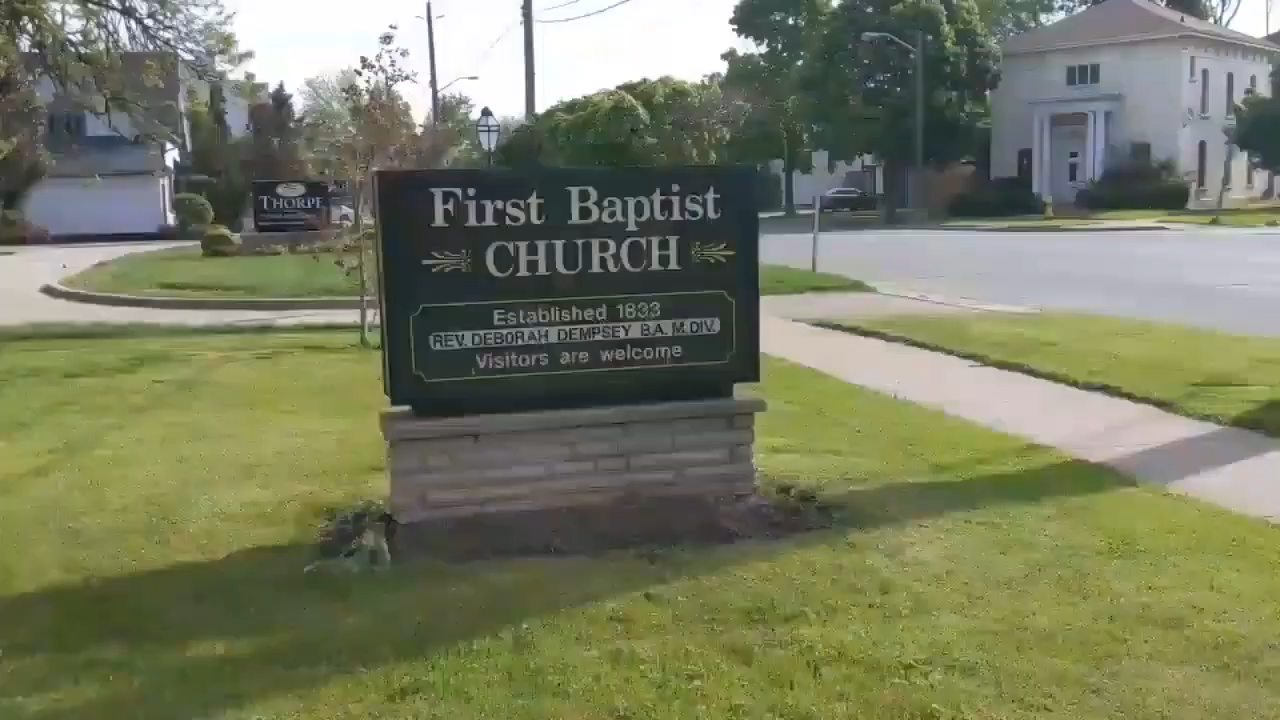 First Baptist
CHURCH
Established 1833
REV. DEBORAH DEMPSEY B.A. M.DIV.
Visitors are welcome
THORPE